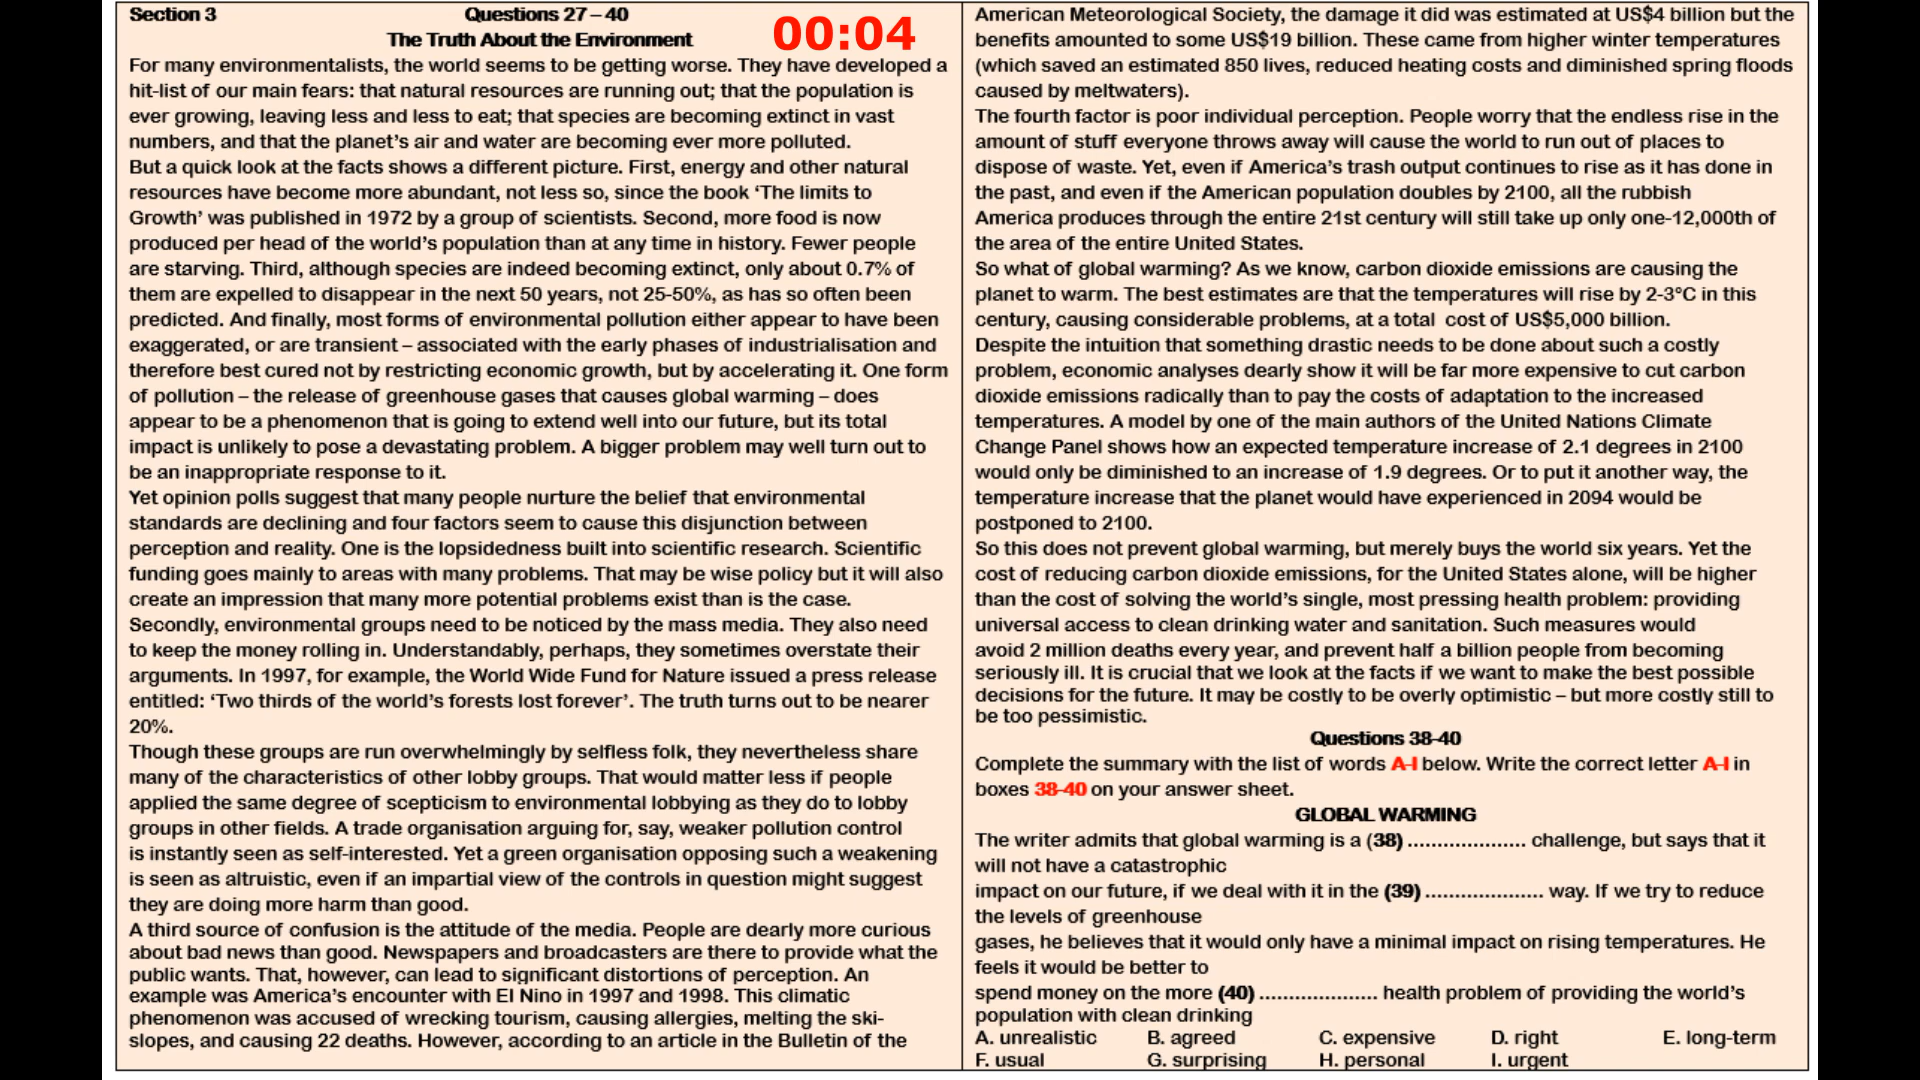 Section 3 Questions 27 – 40
00:04
The Truth About the Environment
For many environmentalists, the world seems to be getting worse. They have developed a
hit-list of our main fears: that natural resources are running out; that the population is
ever growing, leaving less and less to eat; that species are becoming extinct in vast
numbers, and that the planet's air and water are becoming ever more polluted.
But a quick look at the facts shows a different picture. First, energy and other natural
resources have become more abundant, not less so, since the book 'The limits to
Growth' was published in 1972 by a group of scientists. Second, more food is now
produced per head of the world's population than at any time in history. Fewer people
are starving. Third, although species are indeed becoming extinct, only about 0.7% of
them are expelled to disappear in the next 50 years, not 25-50%, as has so often been
predicted. And finally, most forms of environmental pollution either appear to have been
exaggerated, or are transient – associated with the early phases of industrialisation and
therefore best cured not by restricting economic growth, but by accelerating it. One form
of pollution – the release of greenhouse gases that causes global warming – does
appear to be a phenomenon that is going to extend well into our future, but its total
impact is unlikely to pose a devastating problem. A bigger problem may well turn out to
be an inappropriate response to it.
Yet opinion polls suggest that many people nurture the belief that environmental
standards are declining and four factors seem to cause this disjunction between
perception and reality. One is the lopsidedness built into scientific research. Scientific
funding goes mainly to areas with many problems. That may be wise policy but it will also
create an impression that many more potential problems exist than is the case.
Secondly, environmental groups need to be noticed by the mass media. They also need
to keep the money rolling in. Understandably, perhaps, they sometimes overstate their
arguments. In 1997, for example, the World Wide Fund for Nature issued a press release
entitled: 'Two thirds of the world's forests lost forever'. The truth turns out to be nearer
20%.
Though these groups are run overwhelmingly by selfless folk, they nevertheless share
many of the characteristics of other lobby groups. That would matter less if people
applied the same degree of scepticism to environmental lobbying as they do to lobby
groups in other fields. A trade organisation arguing for, say, weaker pollution control
is instantly seen as self-interested. Yet a green organisation opposing such a weakening
is seen as altruistic, even if an impartial view of the controls in question might suggest
they are doing more harm than good.
A third source of confusion is the attitude of the media. People are dearly more curious
about bad news than good. Newspapers and broadcasters are there to provide what the
public wants. That, however, can lead to significant distortions of perception. An
example was America's encounter with El Nino in 1997 and 1998. This climatic
phenomenon was accused of wrecking tourism, causing allergies, melting the ski-
slopes, and causing 22 deaths. However, according to an article in the Bulletin of the
American Meteorological Society, the damage it did was estimated at US$4 billion but the
benefits amounted to some US$19 billion. These came from higher winter temperatures
(which saved an estimated 850 lives, reduced heating costs and diminished spring floods
caused by meltwaters).
The fourth factor is poor individual perception. People worry that the endless rise in the
amount of stuff everyone throws away will cause the world to run out of places to
dispose of waste. Yet, even if America's trash output continues to rise as it has done in
the past, and even if the American population doubles by 2100, all the rubbish
America produces through the entire 21st century will still take up only one-12,000th of
the area of the entire United States.
So what of global warming? As we know, carbon dioxide emissions are causing the
planet to warm. The best estimates are that the temperatures will rise by 2-3°C in this
century, causing considerable problems, at a total cost of US$5,000 billion.
Despite the intuition that something drastic needs to be done about such a costly
problem, economic analyses dearly show it will be far more expensive to cut carbon
dioxide emissions radically than to pay the costs of adaptation to the increased
temperatures. A model by one of the main authors of the United Nations Climate
Change Panel shows how an expected temperature increase of 2.1 degrees in 2100
would only be diminished to an increase of 1.9 degrees. Or to put it another way, the
temperature increase that the planet would have experienced in 2094 would be
postponed to 2100.
So this does not prevent global warming, but merely buys the world six years. Yet the
cost of reducing carbon dioxide emissions, for the United States alone, will be higher
than the cost of solving the world's single, most pressing health problem: providing
universal access to clean drinking water and sanitation. Such measures would
avoid 2 million deaths every year, and prevent half a billion people from becoming
seriously ill. It is crucial that we look at the facts if we want to make the best possible
decisions for the future. It may be costly to be overly optimistic – but more costly still to
be too pessimistic.
Questions 38-40
Complete the summary with the list of words A-I below. Write the correct letter A-I in
boxes 38-40 on your answer sheet.
GLOBAL WARMING
The writer admits that global warming is a (38) .................... challenge, but says that it
will not have a catastrophic
impact on our future, if we deal with it in the (39) .................... way. If we try to reduce
the levels of greenhouse
gases, he believes that it would only have a minimal impact on rising temperatures. He
feels it would be better to
spend money on the more (40) .................... health problem of providing the world's
population with clean drinking
A. unrealistic B. agreed C. expensive D. right E. long-term
F. usual G. surprising H. personal I. urgent